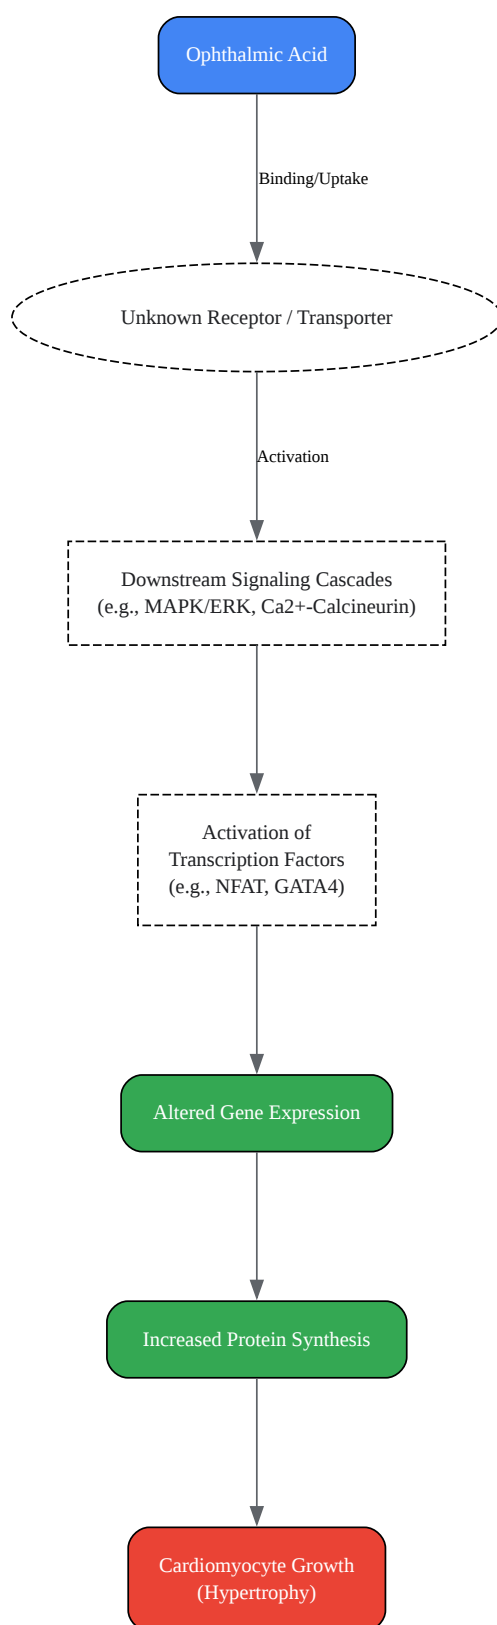 Ophthalmic Acid
Binding/Uptake
Unknown Receptor / Transporter
Activation
Downstream Signaling Cascades
(e.g., MAPK/ERK, Ca2+-Calcineurin)
Activation of
Transcription Factors
(e.g., NFAT, GATA4)
Altered Gene Expression
Increased Protein Synthesis
Cardiomyocyte Growth
(Hypertrophy)